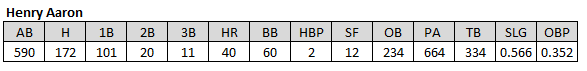 Henry Aaron
AB H 1B 2B 3B HR BB HBP SF OB PA TB SLG OBP
590 172 101 20 11 40 60 2 12 234 664 334 0.566 0.352